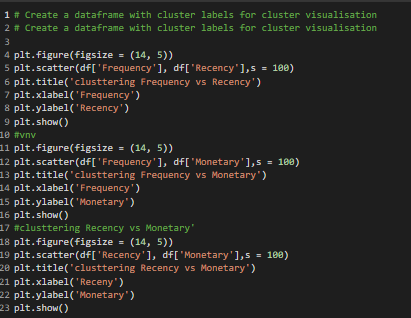 1 # Create a dataframe with cluster labels for cluster visualisation
2 # Create a dataframe with cluster labels for cluster visualisation
3
4 plt.figure(figsize = (14, 5))
5 plt.scatter(df['Frequency'], df['Recency'],s = 100)
6 plt.title('clusttering Frequency vs Recency')
7 plt.xlabel('Frequency')
8 plt.ylabel('Recency')
9 plt.show()
10 #vnv
11 plt.figure(figsize = (14, 5))
12 plt.scatter(df['Frequency'], df['Monetary'],s = 100)
13 plt.title('clusttering Frequency vs Monetary')
14 plt.xlabel('Frequency')
15 plt.ylabel('Monetary')
16 plt.show()
17 #clusttering Recency vs Monetary'
18 plt.figure(figsize = (14, 5))
19 plt.scatter(df['Recency'], df['Monetary'],s = 100)
20 plt.title('clusttering Recency vs Monetary')
21 plt.xlabel('Receny')
22 plt.ylabel('Monetary')
23 plt.show()